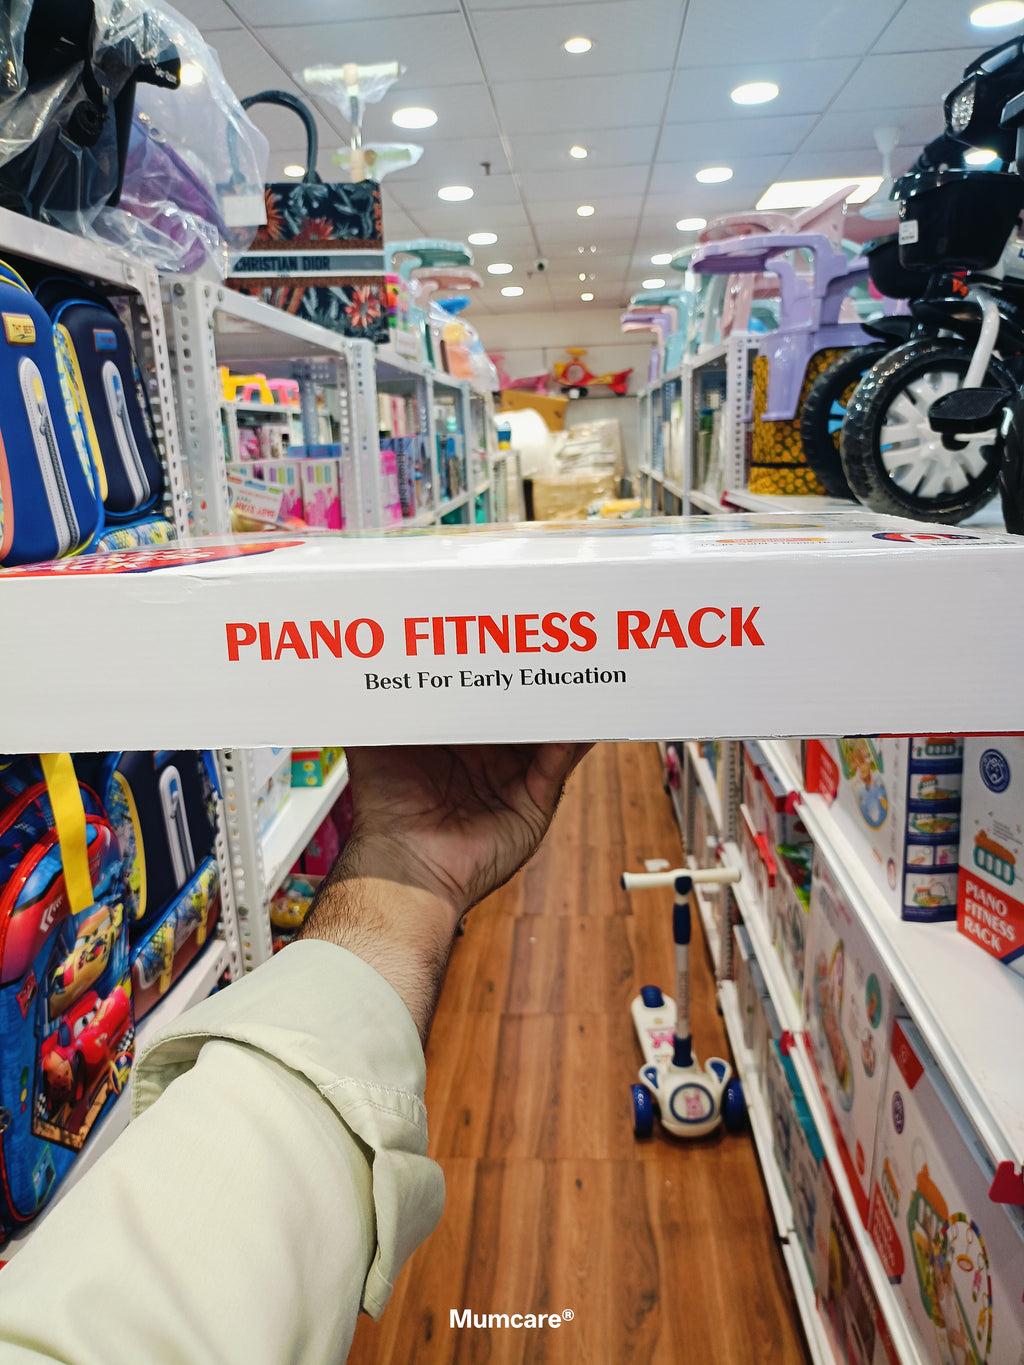 CHRISTIAN DIOR
PIANO FITNESS RACK
Best For Early Education
PIANO
FITNESS
RACK
Mumcare®